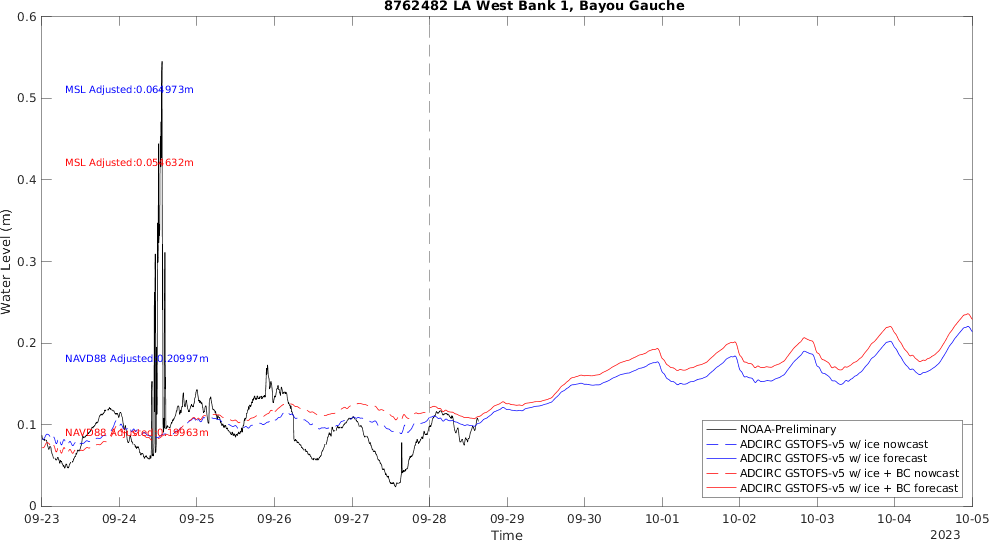 8762482 LA West Bank 1, Bayou Gauche
0.6
0.5
0.4
0.3
0.2
0.1
0
Water Level (m)
MSL Adjusted:0.064973m
MSL Adjusted:0.054632m
NAVD88 Adjusted:0.20997m
NAVD88 Adjusted:0.19963m
NOAA-Preliminary
ADCIRC GSTOFS-v5 w/ ice nowcast
ADCIRC GSTOFS-v5 w/ ice forecast
ADCIRC GSTOFS-v5 w/ ice + BC nowcast
ADCIRC GSTOFS-v5 w/ ice + BC forecast
09-23 09-24 09-25 09-26 09-27 09-28 09-29 09-30 10-01 10-02 10-03 10-04 10-05
Time
2023